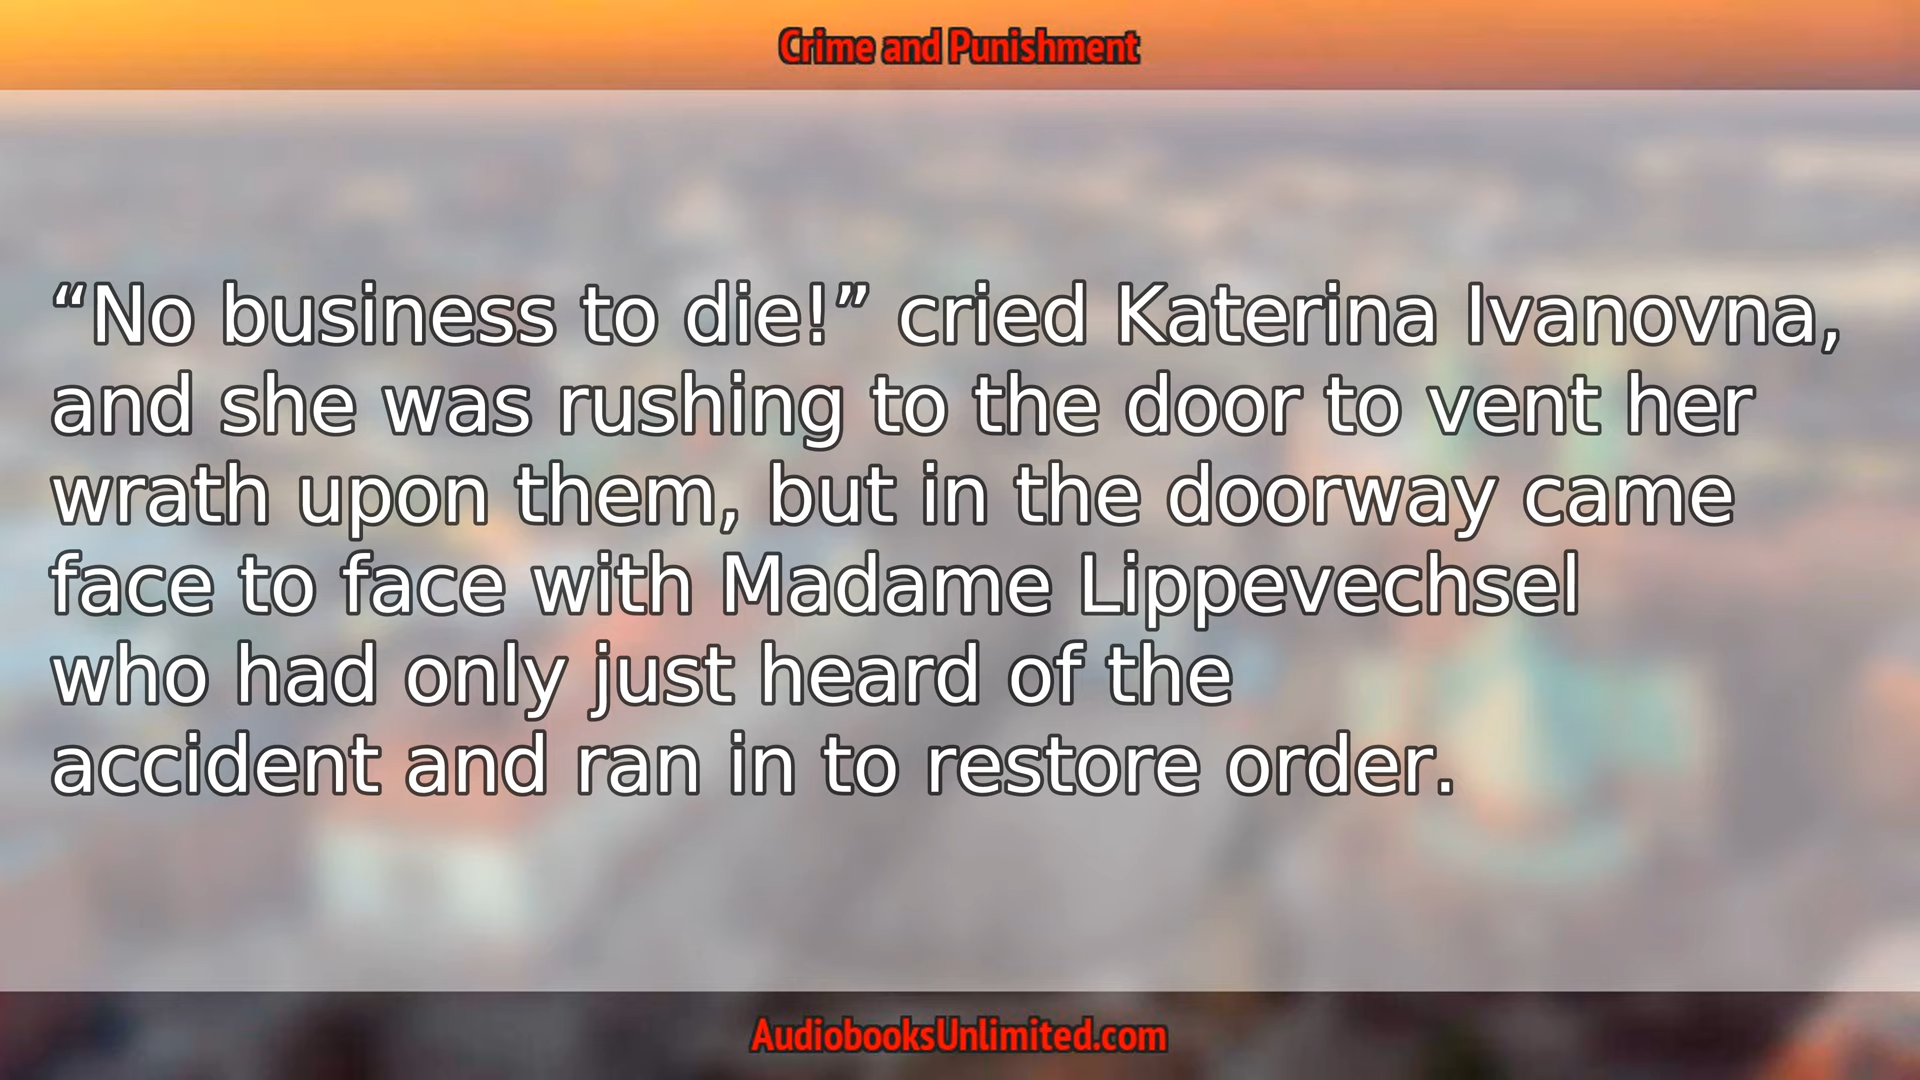 Crime and Punishment
“No business to die!” cried Katerina Ivanovna,
and she was rushing to the door to vent her
wrath upon them, but in the doorway came
face to face with Madame Lippevechsel
who had only just heard of the
accident and ran in to restore order.
AudiobooksUnlimited.com